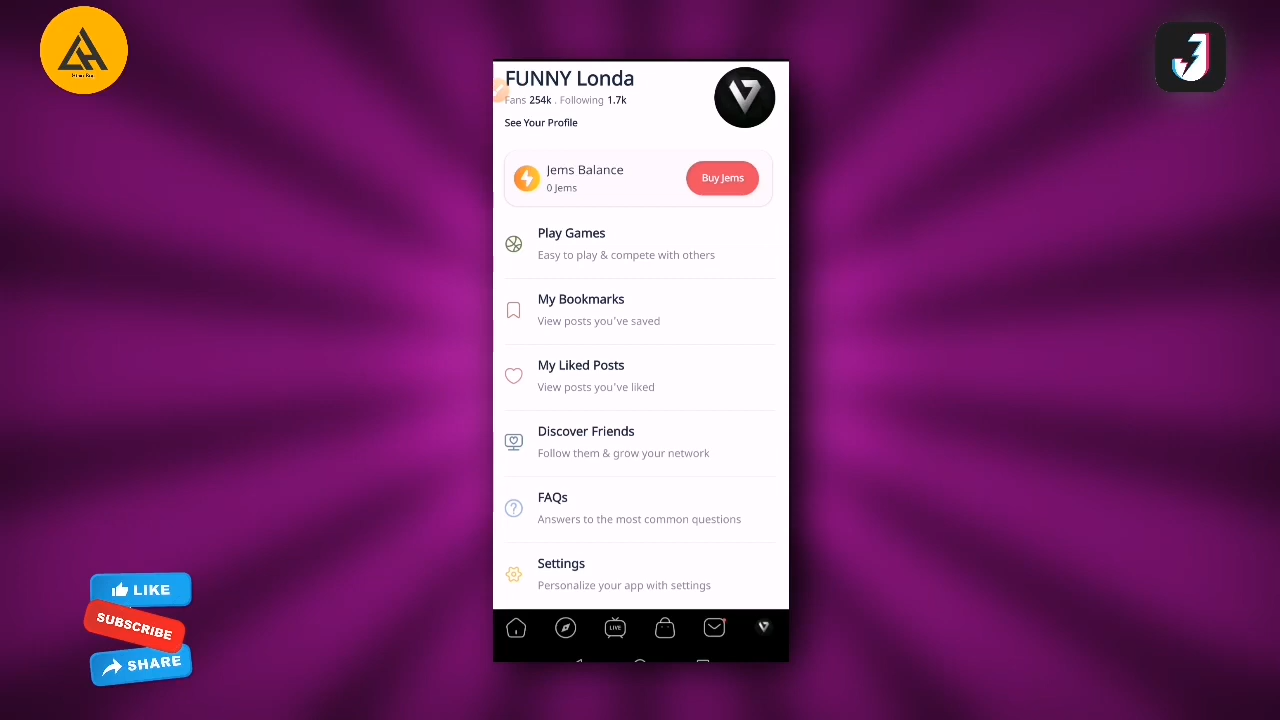 FUNNY Londa
Fans 254k . Following 1.7k
See Your Profile
Jems Balance
0 Jems
Buy Jems
Play Games
Easy to play & compete with others
My Bookmarks
View posts you've saved
My Liked Posts
View posts you've liked
Discover Friends
Follow them & grow your network
FAQs
Answers to the most common questions
Settings
Personalize your app with settings
LIVE
LIKE
SUBSCRIBE
SHARE